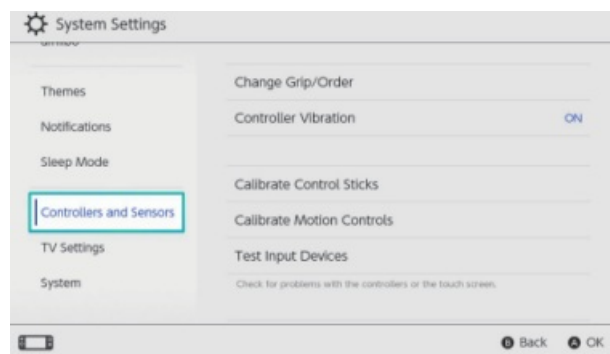 System Settings
amiibo
Themes
Notifications
Sleep Mode
Controllers and Sensors
TV Settings
System
Change Grip/Order
Controller Vibration ON
Calibrate Control Sticks
Calibrate Motion Controls
Test Input Devices
Check for problems with the controllers or the touch screen.
B Back A OK